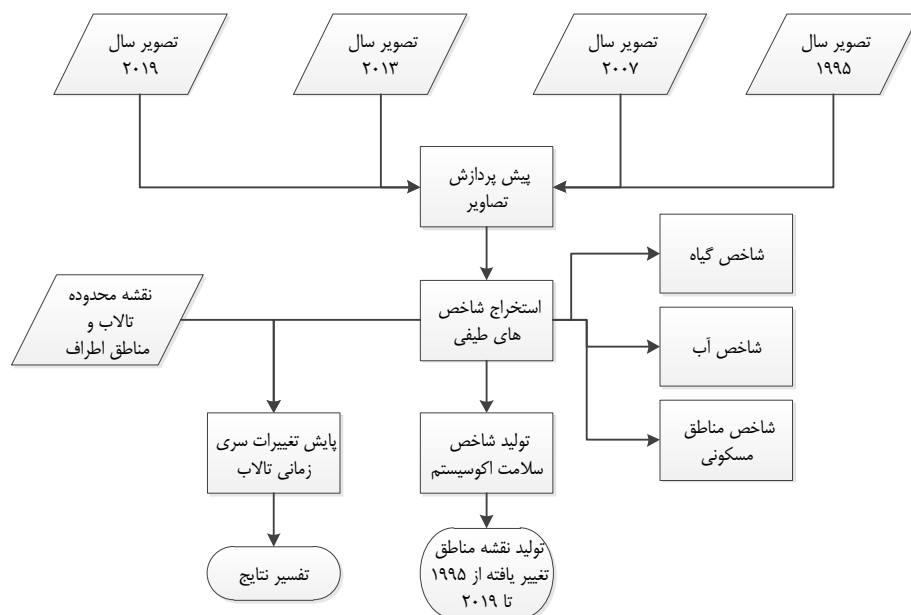 تصویر سال
۱۹۹۵
تصویر سال
۲۰۰۷
تصویر سال
۲۰۱۳
تصویر سال
۲۰۱۹
پیش پردازش
تصاویر
شاخص گیاه
استخراج شاخص
های طیفی
نقشه محدوده
تالاب و
مناطق اطراف
شاخص آب
شاخص مناطق
مسکونی
تولید شاخص
سلامت اکوسیستم
پایش تغییرات سری
زمانی تالاب
تولید نقشه مناطق
تغییر یافته از ۱۹۹۵
تا ۲۰۱۹
تفسیر نتایج